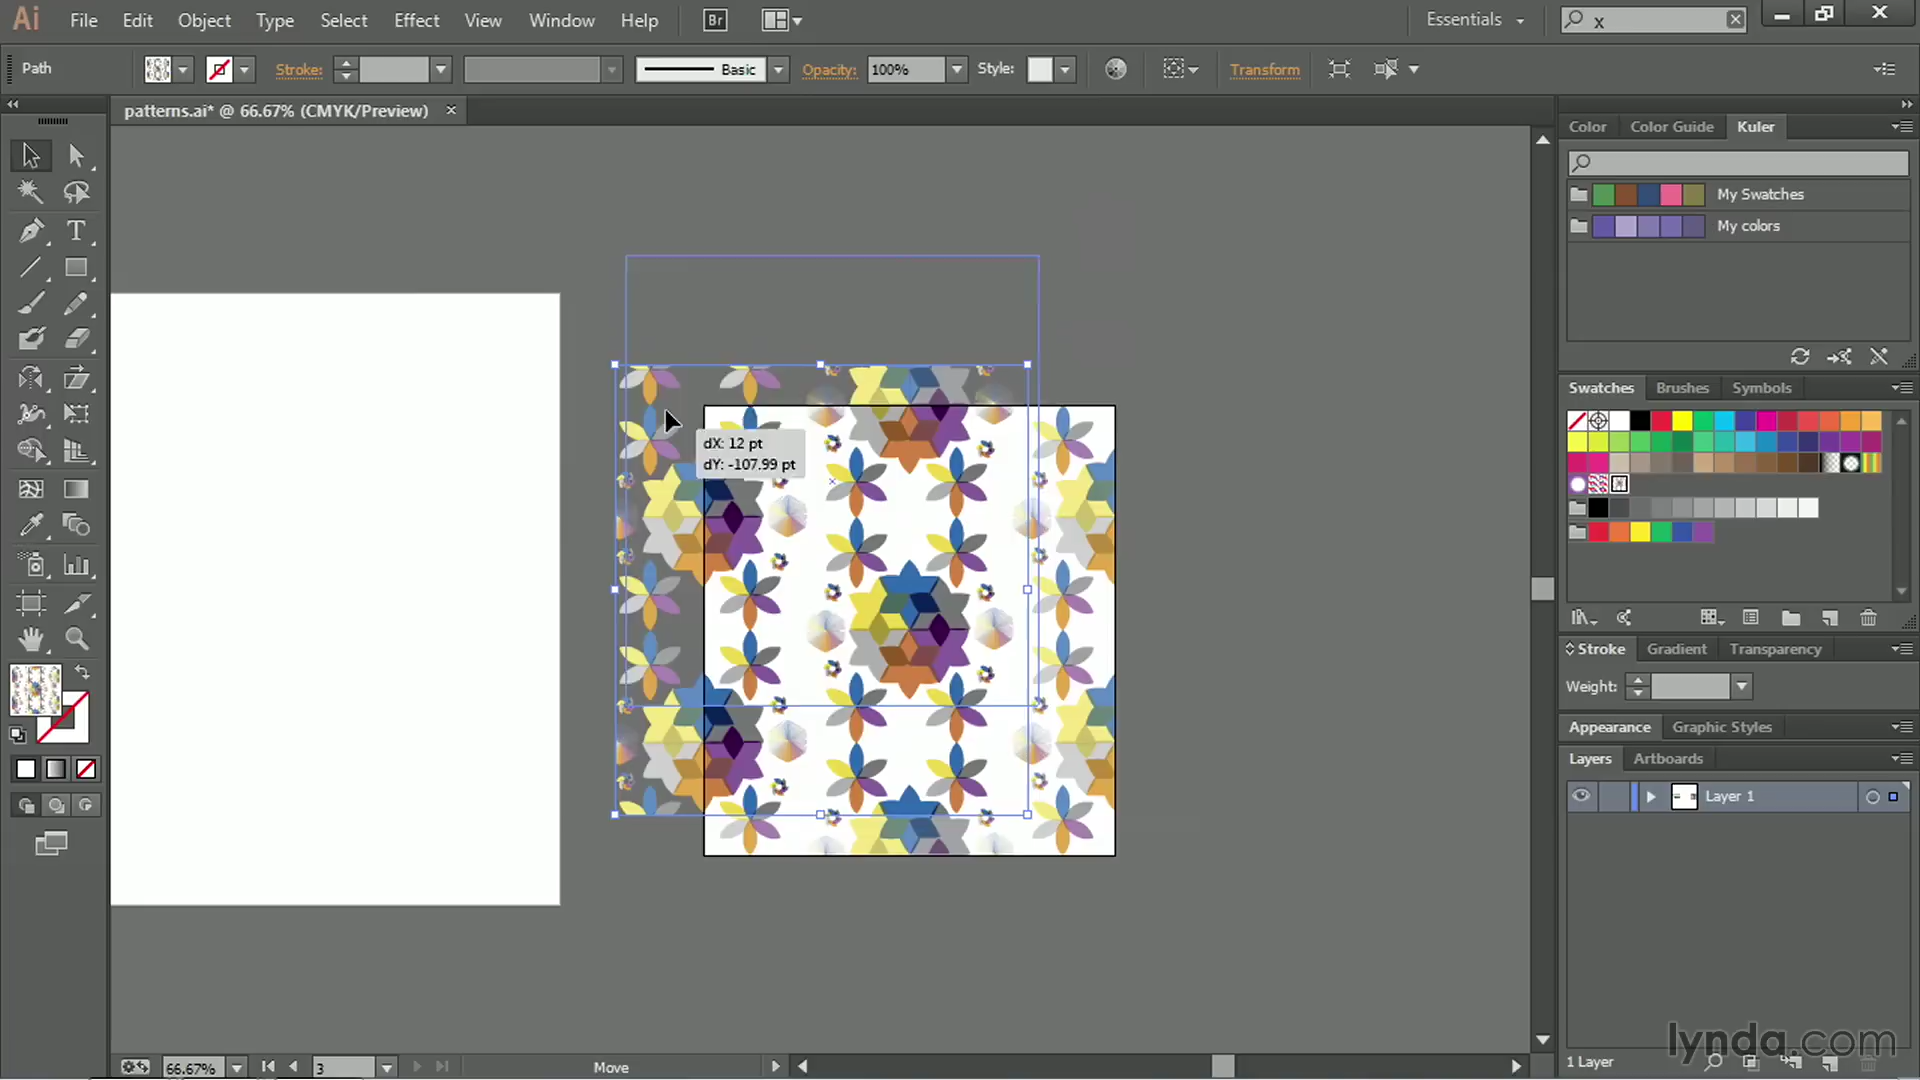 Ai File Edit Object Type Select Effect View Window Help Br Essentials x
Path Stroke: Basic Opacity: 100% Style: Transform
patterns.ai* @ 66.67% (CMYK/Preview)
Color Color Guide Kuler
My Swatches
My colors
Swatches Brushes Symbols
dX: 12 pt
dY: -107.99 pt
Stroke Gradient Transparency
Weight:
Appearance Graphic Styles
Layers Artboards
Layer 1
lynda.com
66.67% 3 Move 1 Layer